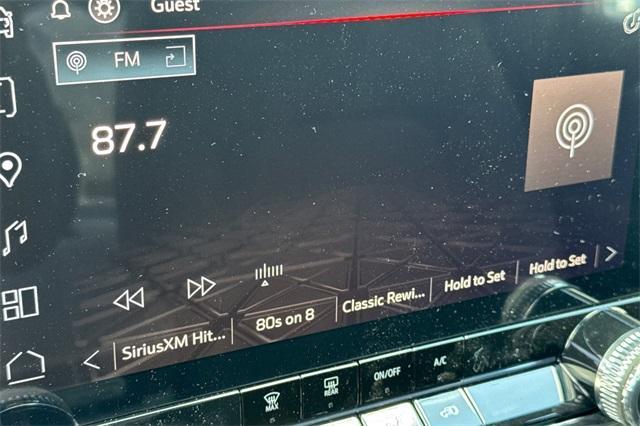 Guest
FM
87.7
SiriusXM Hit...
80s on 8
Classic Rewi...
Hold to Set
Hold to Set
MAX
REAR
ON/OFF
A/C